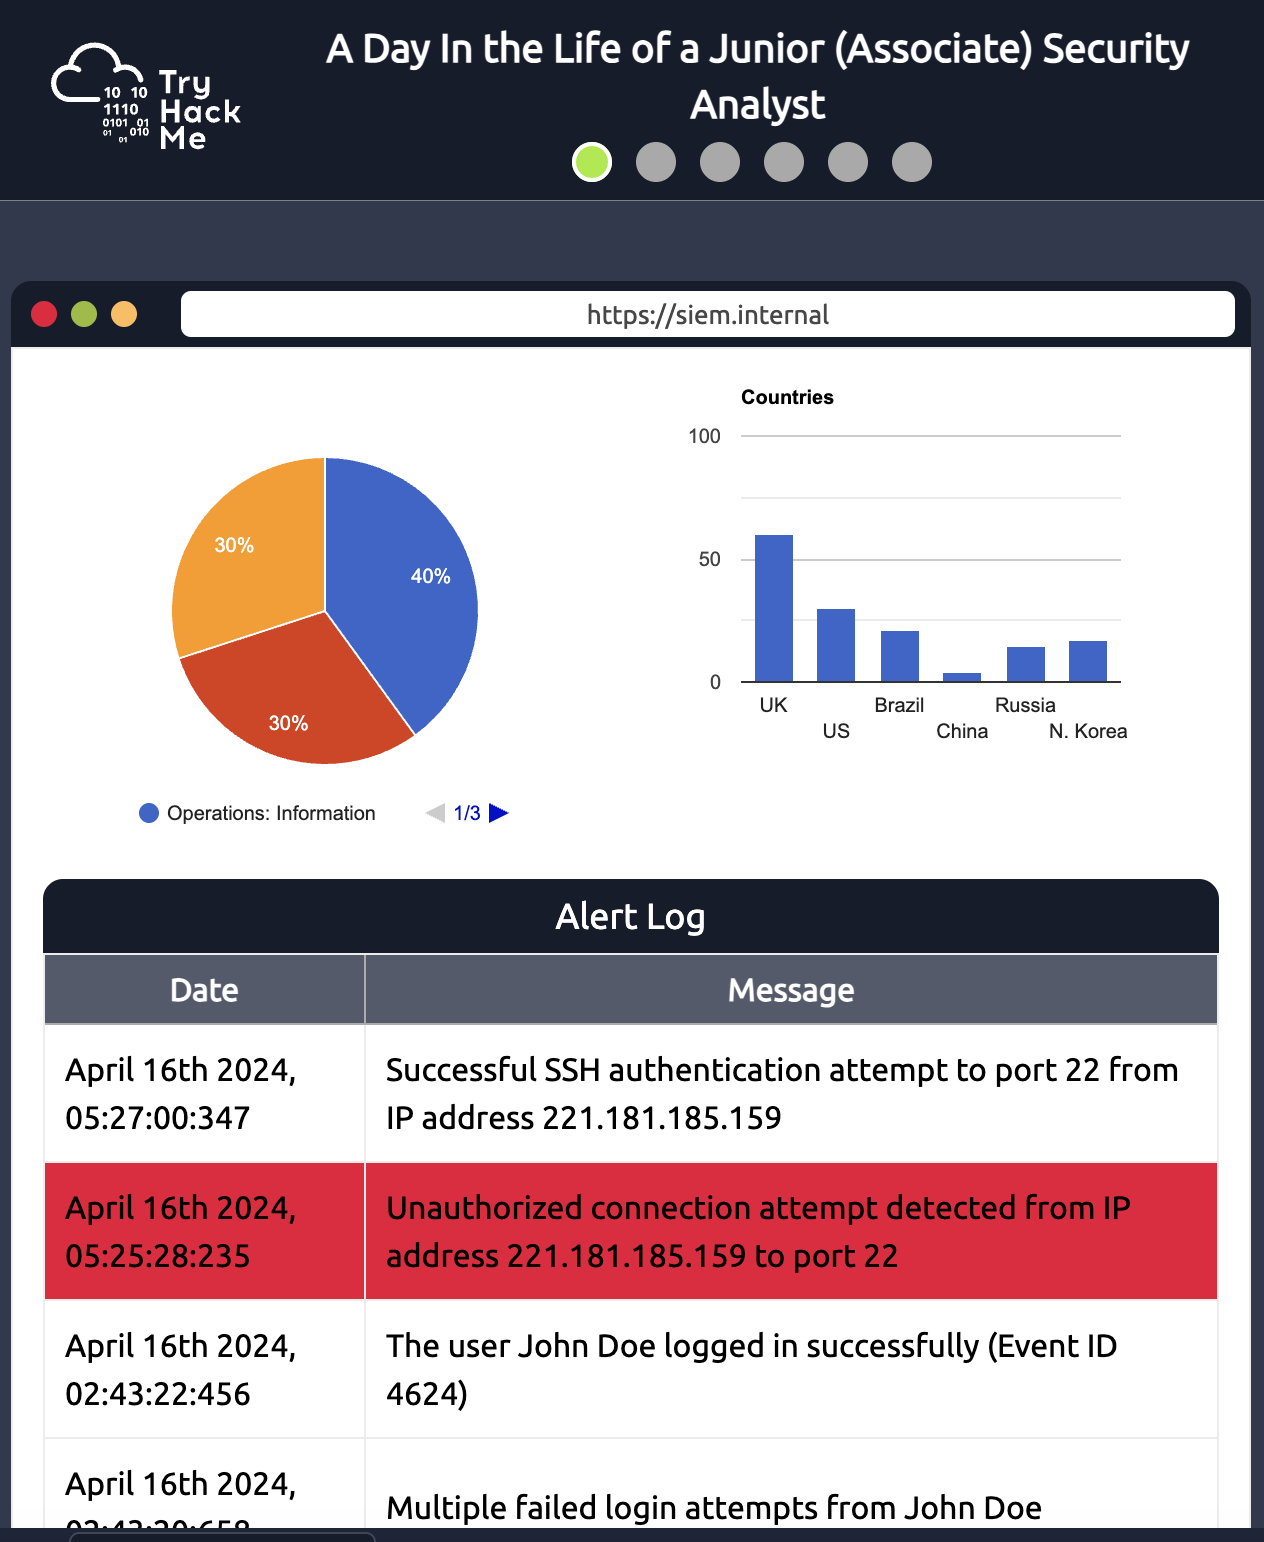 A Day In the Life of a Junior (Associate) Security
Analyst
10 10
1110
0101 01
01 010
01
Try
Hack
Me
https://siem.internal
30%
40%
30%
Operations: Information
1/3
Countries
100
50
0
UK
US
Brazil
China
Russia
N. Korea
Alert Log
Date Message
April 16th 2024,
05:27:00:347
Successful SSH authentication attempt to port 22 from
IP address 221.181.185.159
April 16th 2024,
05:25:28:235
Unauthorized connection attempt detected from IP
address 221.181.185.159 to port 22
April 16th 2024,
02:43:22:456
The user John Doe logged in successfully (Event ID
4624)
April 16th 2024,
Multiple failed login attempts from John Doe